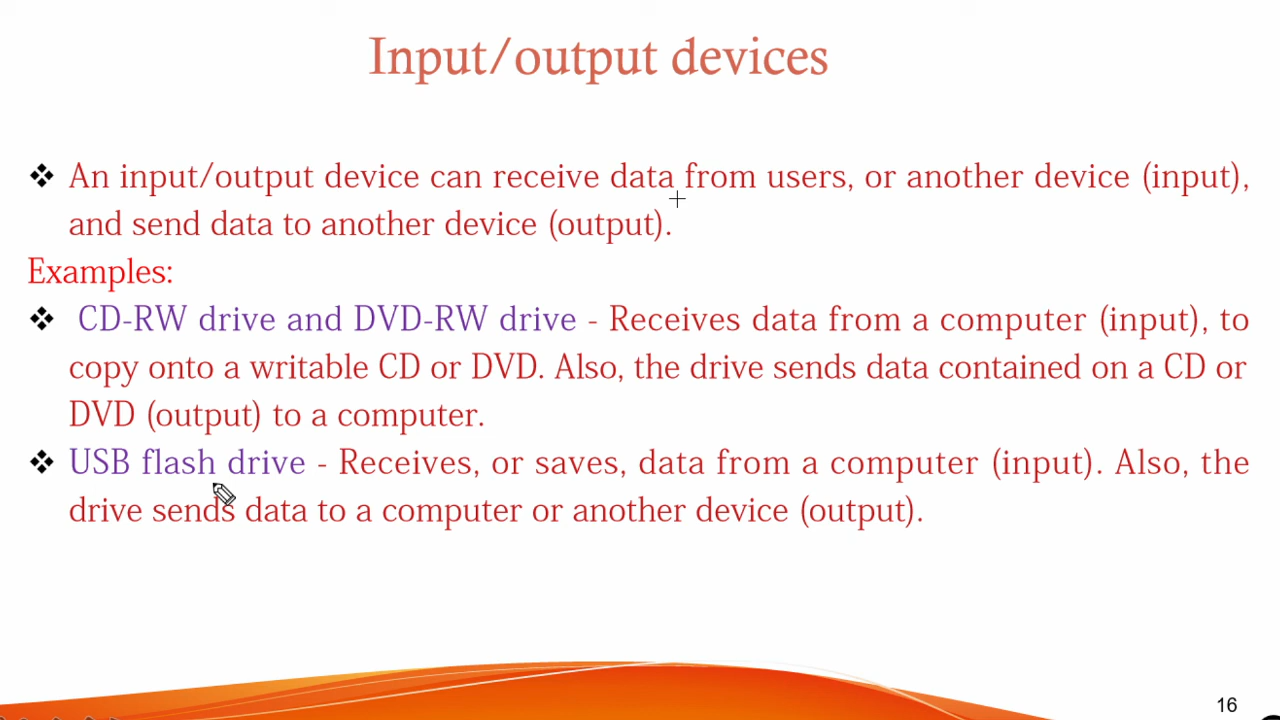 Input/output devices
❖ An input/output device can receive data from users, or another device (input),
and send data to another device (output).
Examples:
❖ CD-RW drive and DVD-RW drive - Receives data from a computer (input), to
copy onto a writable CD or DVD. Also, the drive sends data contained on a CD or
DVD (output) to a computer.
❖ USB flash drive - Receives, or saves, data from a computer (input). Also, the
drive sends data to a computer or another device (output).
16